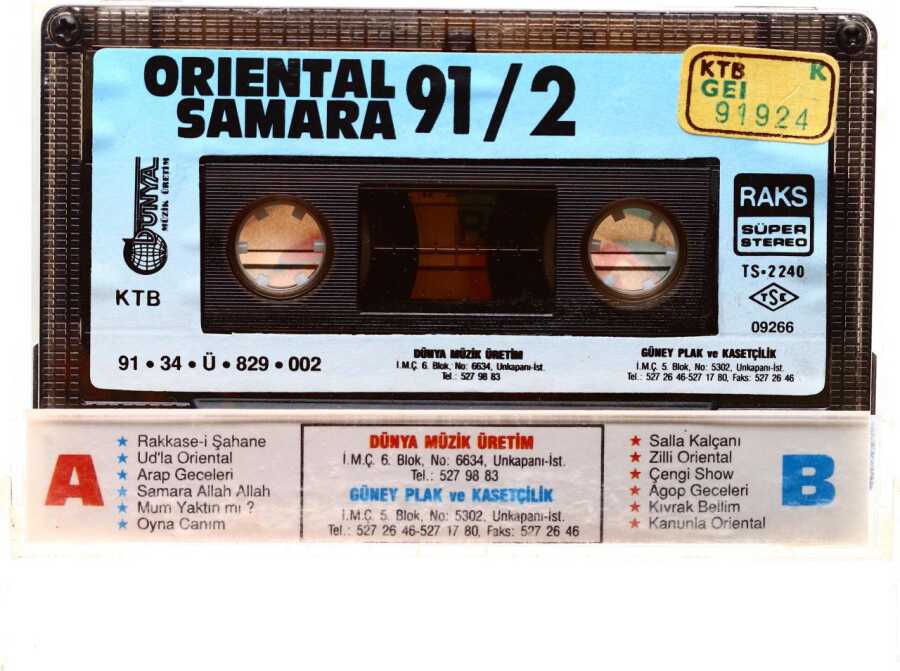 ORIENTAL
SAMARA 91/2
KTB K
GEI
91924
DÜNYA
MÜZİK ÜRETİM
KTB
RAKS
SÜPER
STEREO
TS•2240
TSE
09266
91 • 34 • Ü • 829 • 002
DÜNYA MÜZİK ÜRETİM
İ.M.Ç. 6. Blok, No: 6634, Unkapanı-İst.
Tel.: 527 98 83
GÜNEY PLAK ve KASETÇİLİK
İ.M.Ç. 5. Blok, No: 5302, Unkapanı-İst.
Tel.: 527 26 46-527 17 80, Faks: 527 26 46
A
★ Rakkase-i Şahane
★ Ud'la Oriental
★ Arap Geceleri
★ Samara Allah Allah
★ Mum Yaktın mı ?
★ Oyna Canım
DÜNYA MÜZİK ÜRETİM
İ.M.Ç. 6. Blok, No: 6634, Unkapanı-İst.
Tel.: 527 98 83
GÜNEY PLAK ve KASETÇİLİK
İ.M.Ç. 5. Blok, No: 5302, Unkapanı-İst.
Tel.: 527 26 46-527 17 80, Faks: 527 26 46
★ Salla Kalçanı
★ Zilli Oriental
★ Çengi Show
★ Agop Geceleri
★ Kıvrak Bellim
★ Kanunla Oriental
B